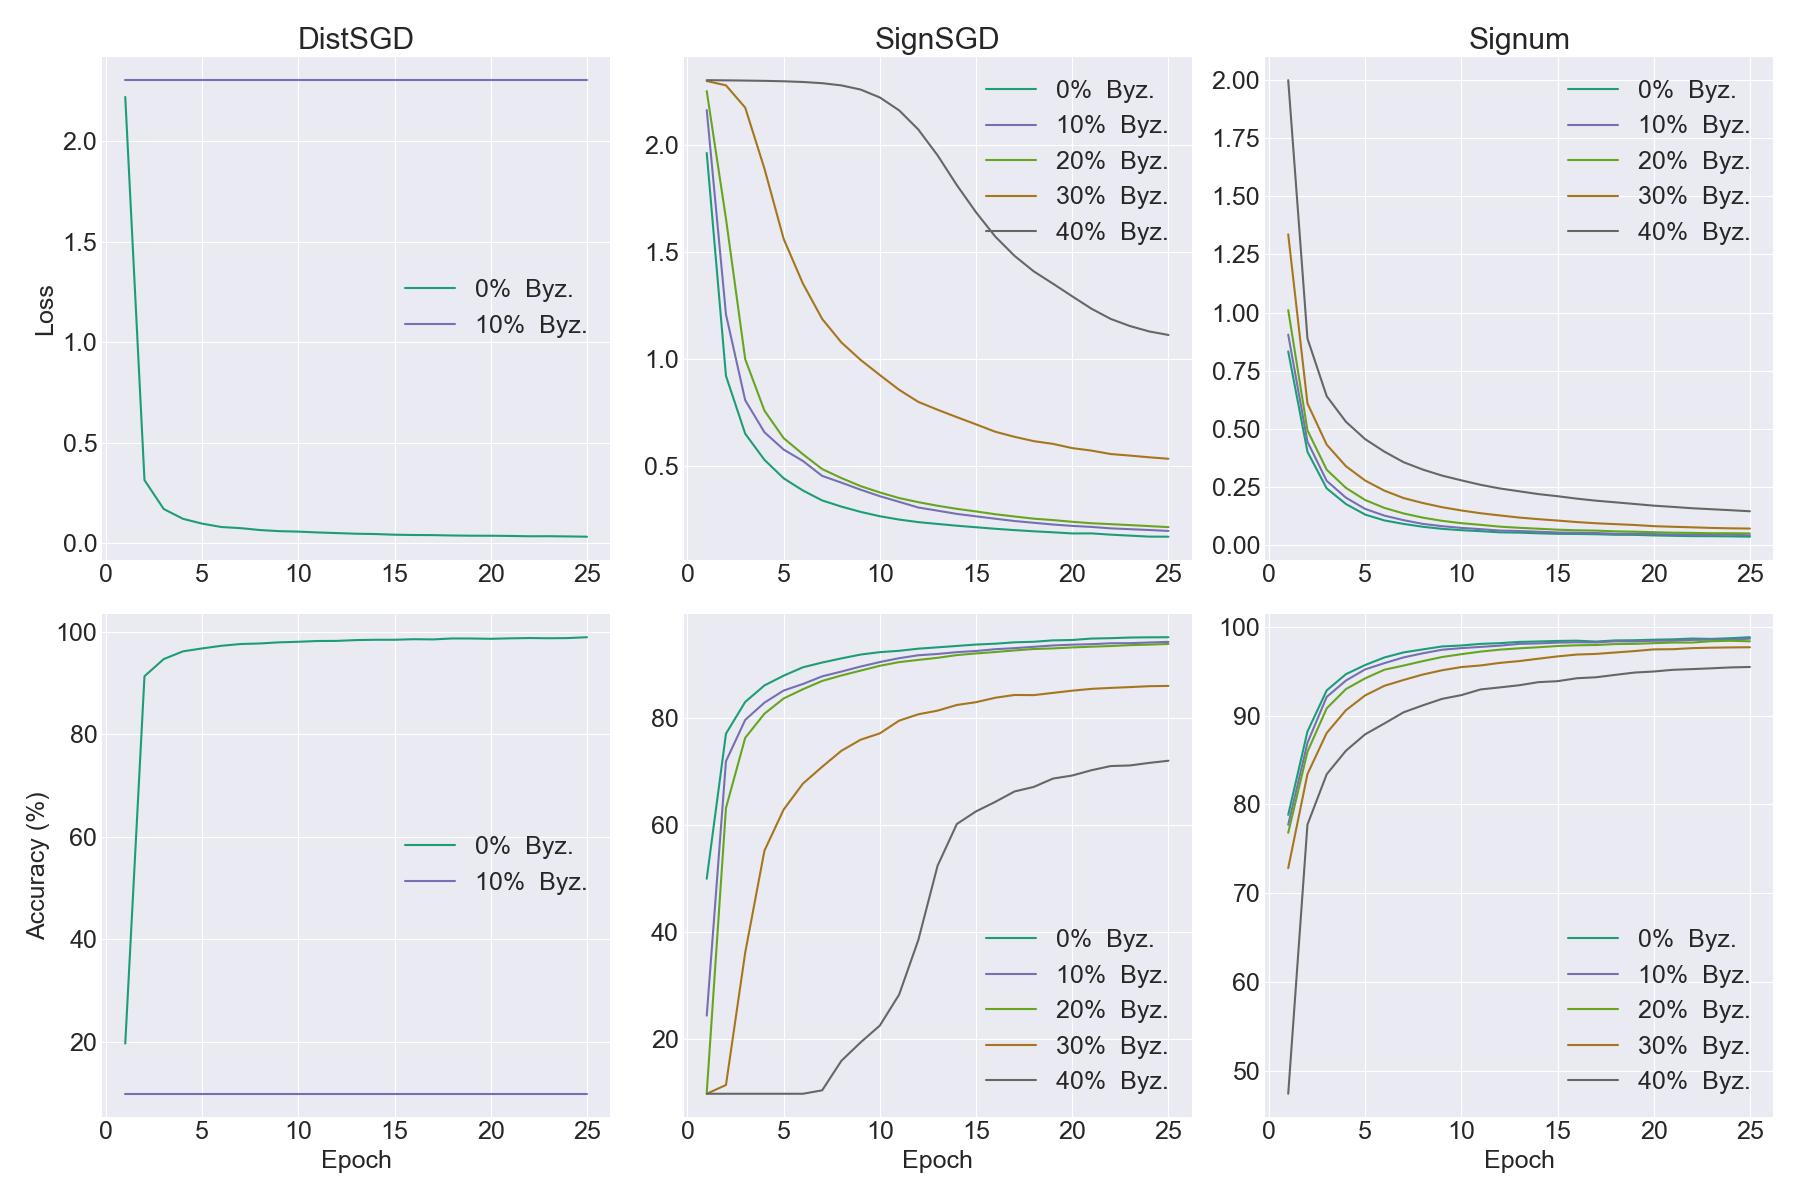 DistSGD
SignSGD
Signum
Loss
2.0
1.5
1.0
0.5
0.0
0% Byz.
10% Byz.
0 5 10 15 20 25
2.0
1.5
1.0
0.5
0% Byz.
10% Byz.
20% Byz.
30% Byz.
40% Byz.
0 5 10 15 20 25
2.00
1.75
1.50
1.25
1.00
0.75
0.50
0.25
0.00
0% Byz.
10% Byz.
20% Byz.
30% Byz.
40% Byz.
0 5 10 15 20 25
Accuracy (%)
100
80
60
40
20
0% Byz.
10% Byz.
0 5 10 15 20 25
Epoch
80
60
40
20
0% Byz.
10% Byz.
20% Byz.
30% Byz.
40% Byz.
0 5 10 15 20 25
Epoch
100
90
80
70
60
50
0% Byz.
10% Byz.
20% Byz.
30% Byz.
40% Byz.
0 5 10 15 20 25
Epoch